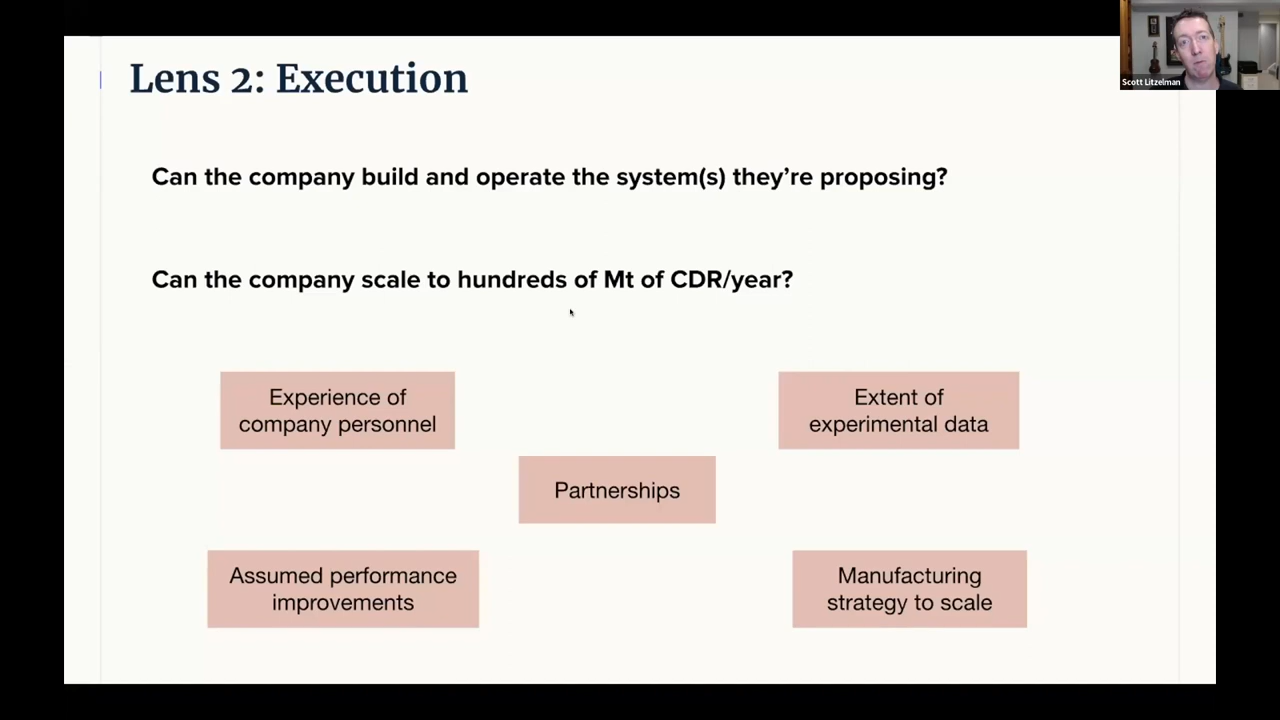 Scott Litzelman
Lens 2: Execution
Can the company build and operate the system(s) they’re proposing?
Can the company scale to hundreds of Mt of CDR/year?
Experience of
company personnel
Extent of
experimental data
Partnerships
Assumed performance
improvements
Manufacturing
strategy to scale